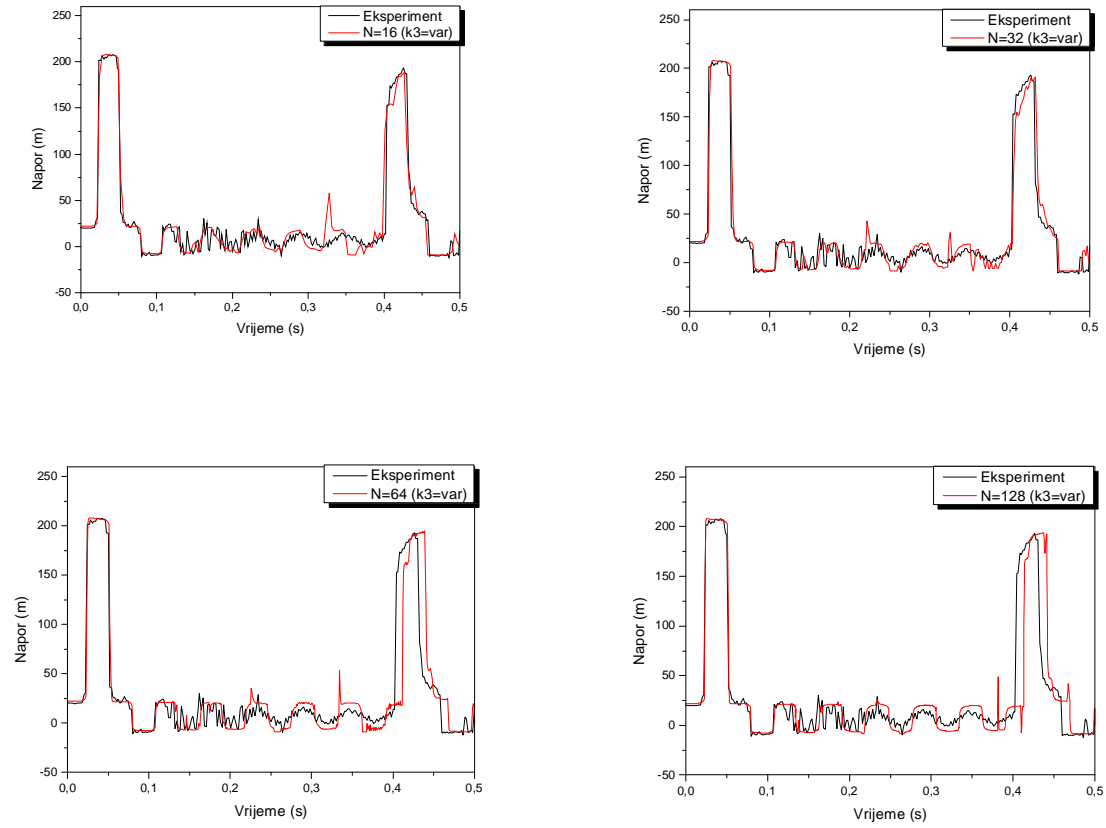 Eksperiment
N=16 (k3=var)
250
200
150
100
50
0
-50
Napor (m)
0,0 0,1 0,2 0,3 0,4 0,5
Vrijeme (s)
Eksperiment
N=32 (k3=var)
250
200
150
100
50
0
-50
Napor (m)
0,0 0,1 0,2 0,3 0,4 0,5
Vrijeme (s)
Eksperiment
N=64 (k3=var)
250
200
150
100
50
0
-50
Napor (m)
0,0 0,1 0,2 0,3 0,4 0,5
Vrijeme (s)
Eksperiment
N=128 (k3=var)
250
200
150
100
50
0
-50
Napor (m)
0,0 0,1 0,2 0,3 0,4 0,5
Vrijeme (s)